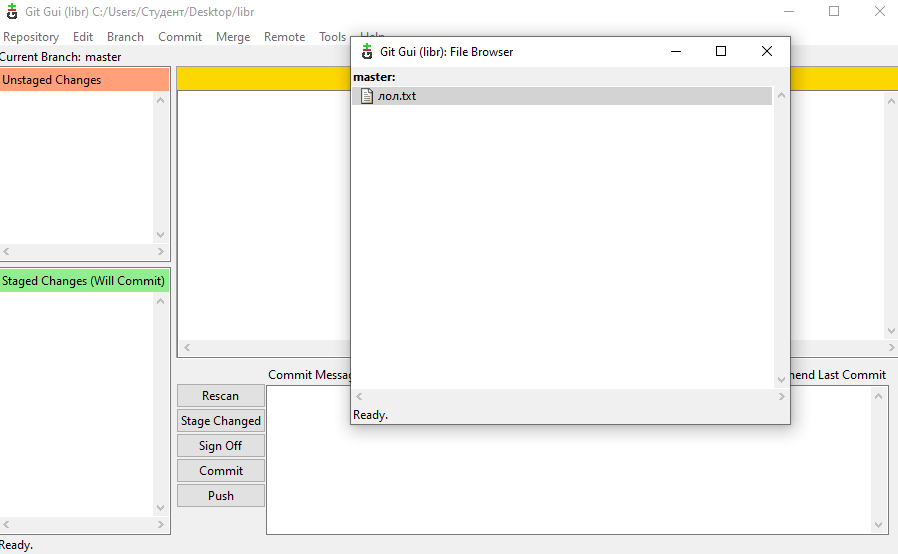 Git Gui (libr) C:/Users/Студент/Desktop/libr
Repository Edit Branch Commit Merge Remote Tools Help
Current Branch: master
Unstaged Changes
Staged Changes (Will Commit)
Git Gui (libr): File Browser
master:
лол.txt
Ready.
Commit Messa
mend Last Commit
Rescan
Stage Changed
Sign Off
Commit
Push
Ready.